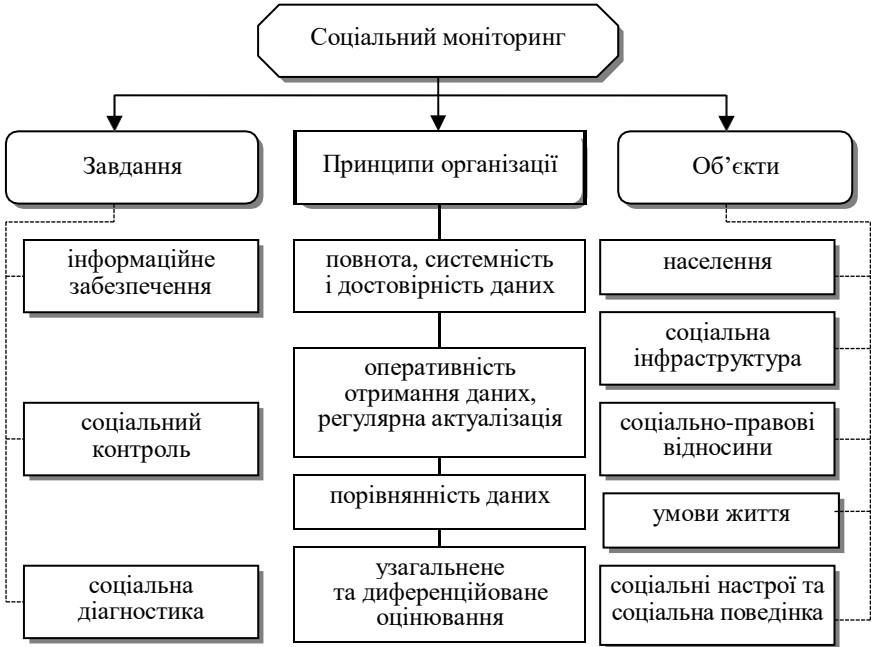 Соціальний моніторинг
Завдання
Принципи організації
Об’єкти
інформаційне
забезпечення
соціальний
контроль
соціальна
діагностика
повнота, системність
і достовірність даних
оперативність
отримання даних,
регулярна актуалізація
порівнянність даних
узагальнене
та диференційоване
оцінювання
населення
соціальна
інфраструктура
соціально-правові
відносини
умови життя
соціальні настрої та
соціальна поведінка